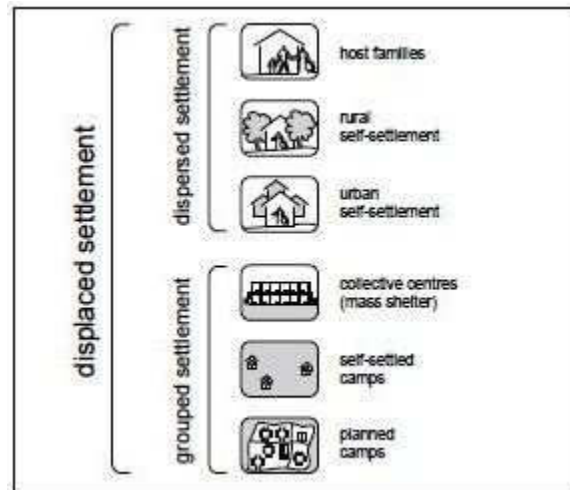 displaced settlement
dispersed settlement
host families
rural
self-settlement
urban
self-settlement
grouped settlement
collective centres
(mass shelter)
self-settled
camps
planned
camps